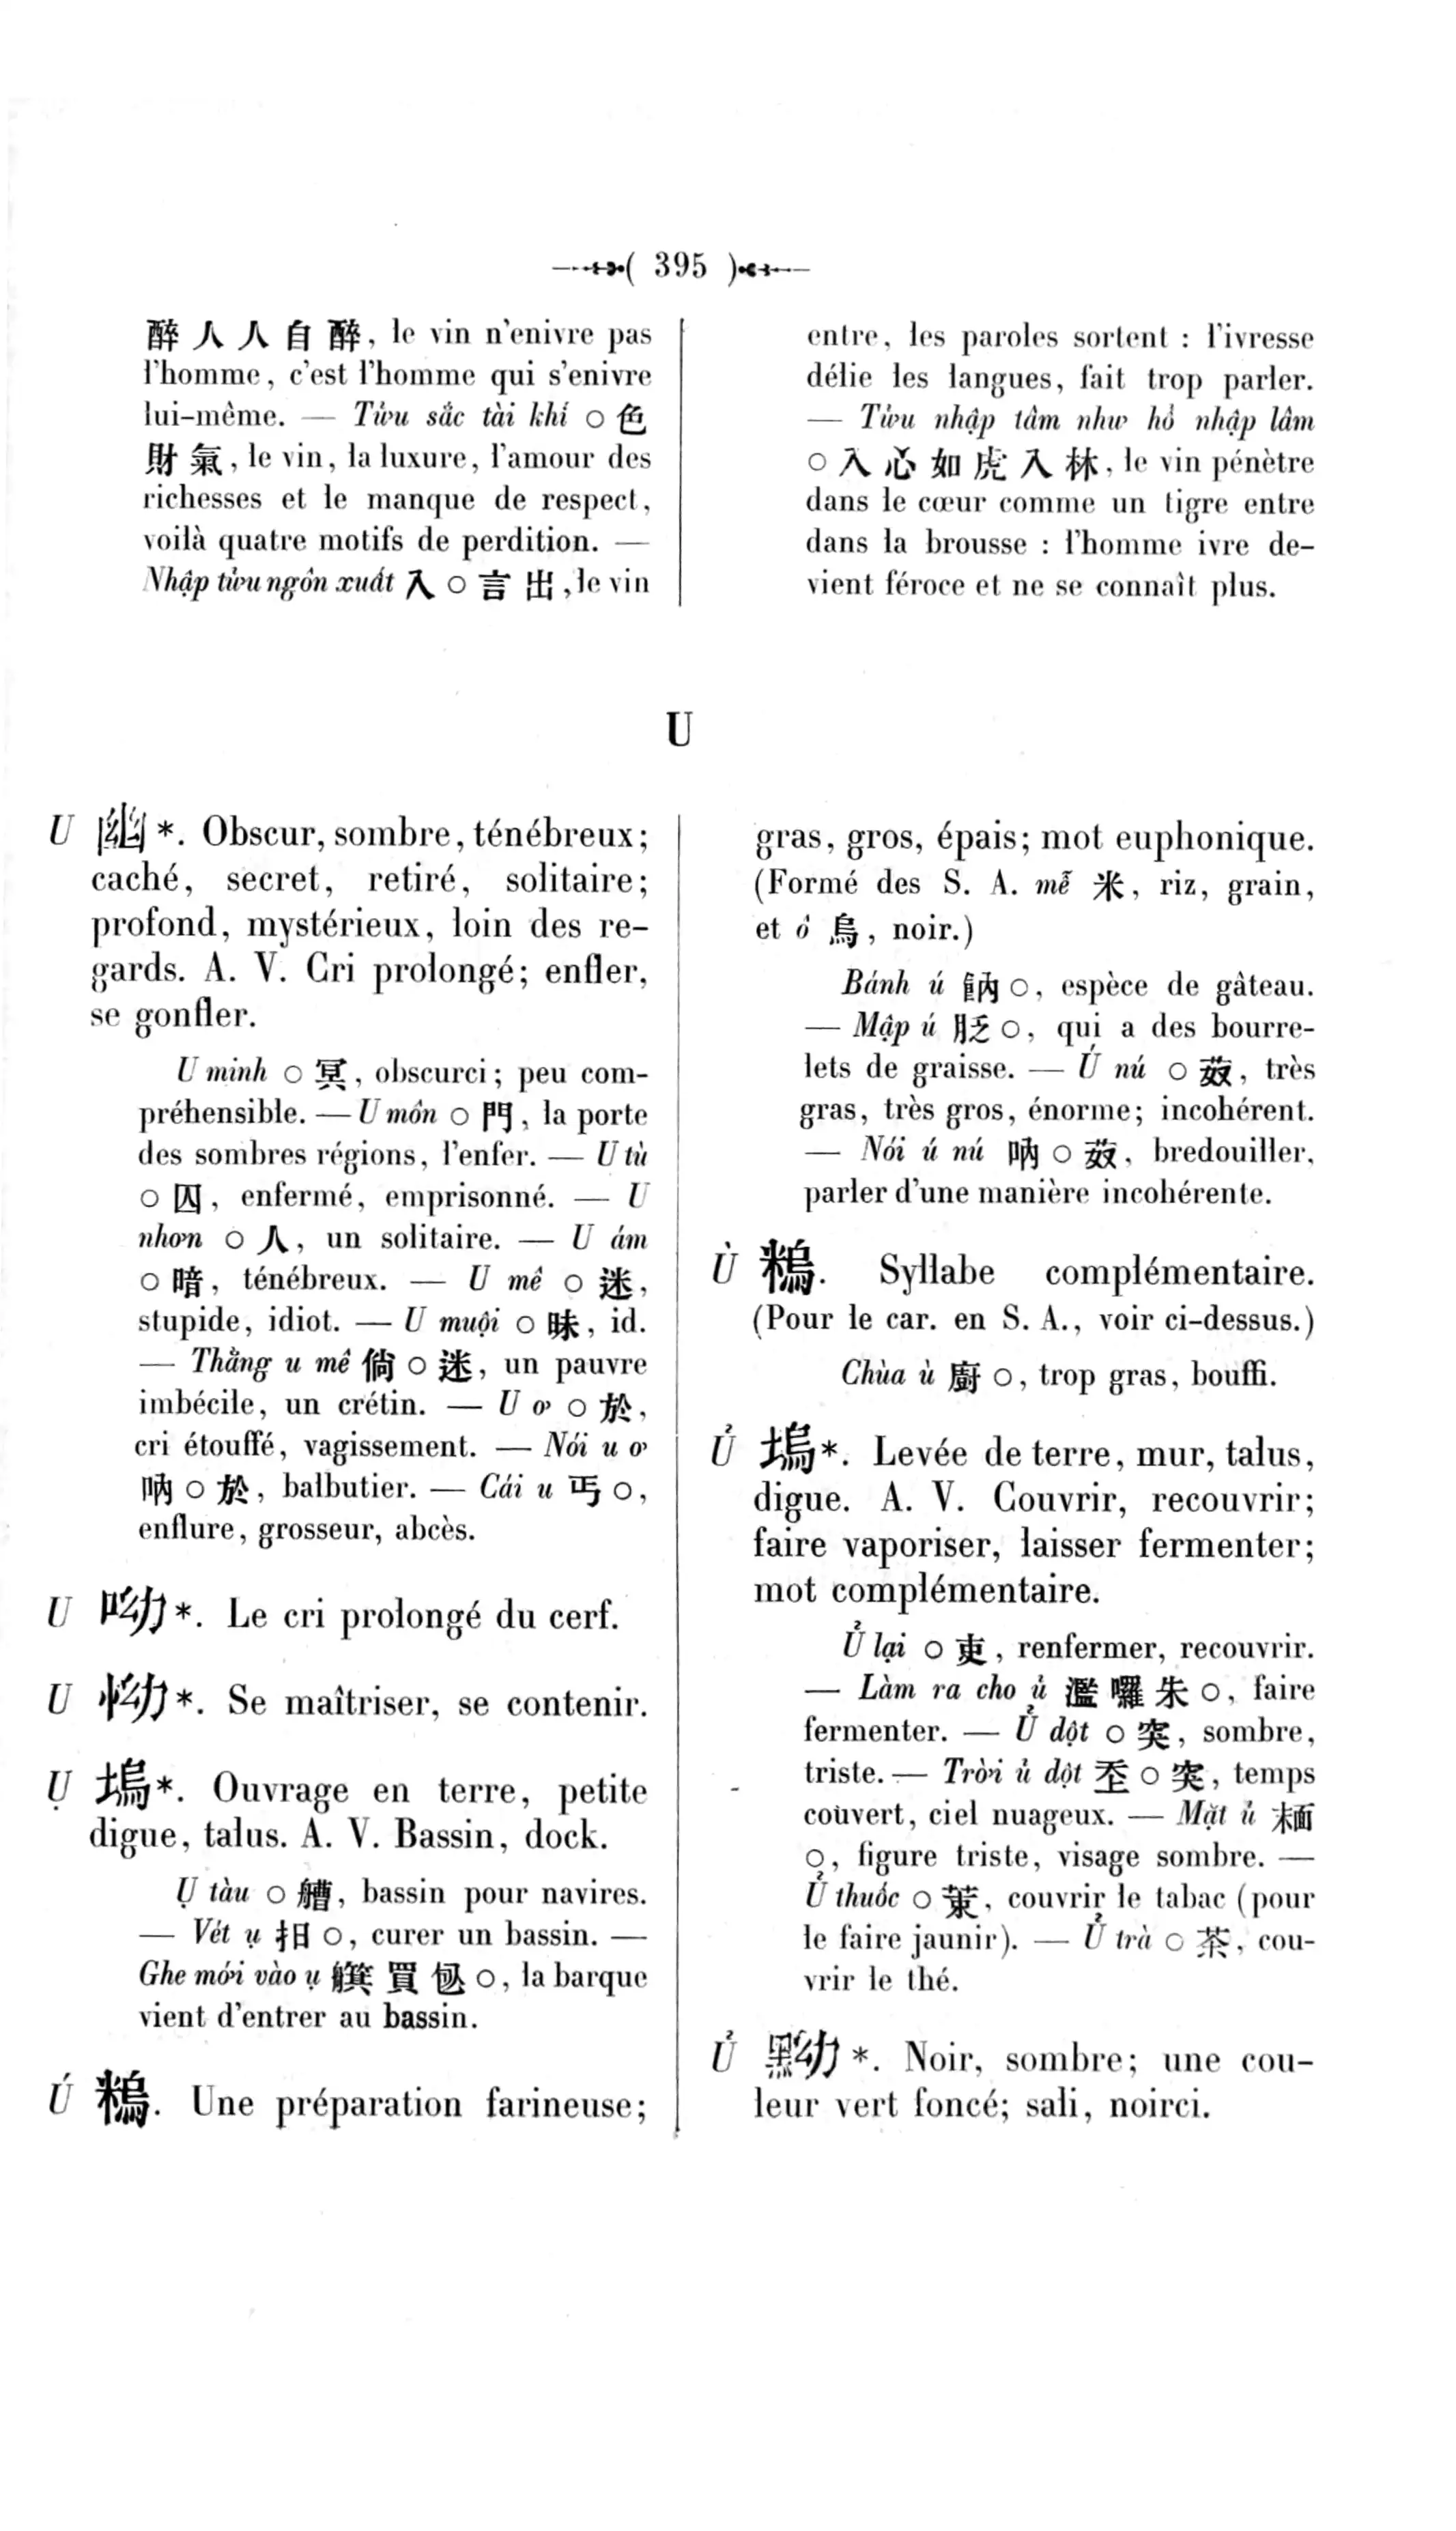 ( 395 )
醉人人自醉, le vin n'enivre pas
l'homme, c'est l'homme qui s'enivre
lui-même. — Tửu sắc tài khí ○ 色
財氣, le vin, la luxure, l'amour des
richesses et le manque de respect,
voilà quatre motifs de perdition. —
Nhập tửu ngôn xuất 入 ○ 言出, le vin
entre, les paroles sortent : l'ivresse
délie les langues, fait trop parler.
— Tửu nhập tâm như hổ nhập lâm
○ 入心如虎入林, le vin pénètre
dans le cœur comme un tigre entre
dans la brousse : l'homme ivre de-
vient féroce et ne se connaît plus.
U
U 幽*. Obscur, sombre, ténébreux;
caché, secret, retiré, solitaire;
profond, mystérieux, loin des re-
gards. A. V. Cri prolongé; enfler,
se gonfler.
U minh ○ 冥, obscurci; peu com-
préhensible. — U môn ○ 門, la porte
des sombres régions, l'enfer. — U tù
○ 囚, enfermé, emprisonné. — U
nhơn ○ 人, un solitaire. — U ám
○ 暗, ténébreux. — U mê ○ 迷,
stupide, idiot. — U muội ○ 昧, id.
— Thằng u mê 倘 ○ 迷, un pauvre
imbécile, un crétin. — U ơ ○ 於,
cri étouffé, vagissement. — Nói u ơ
吶 ○ 於, balbutier. — Cái u 丐 ○,
enflure, grosseur, abcès.
U 呦*. Le cri prolongé du cerf.
U 怮*. Se maîtriser, se contenir.
Ụ 塢*. Ouvrage en terre, petite
digue, talus. A. V. Bassin, dock.
Ụ tàu ○ 艚, bassin pour navires.
— Vét ụ 抇 ○, curer un bassin. —
Ghe mới vào ụ 買 ○, la barque
vient d'entrer au bassin.
Ú 𥻠. Une préparation farineuse;
gras, gros, épais; mot euphonique.
(Formé des S. A. mễ 米, riz, grain,
et ô 烏, noir.)
Bánh ú 䭃 ○, espèce de gâteau.
— Mập ú 𦙫 ○, qui a des bourre-
lets de graisse. — Ú nú ○, très
gras, très gros, énorme; incohérent.
— Nói ú nú 吶 ○, bredouiller,
parler d'une manière incohérente.
Ù 𥻠. Syllabe complémentaire.
(Pour le car. en S. A., voir ci-dessus.)
Chùa ù 廚 ○, trop gras, bouffi.
Ủ 塢*. Levée de terre, mur, talus,
digue. A. V. Couvrir, recouvrir;
faire vaporiser, laisser fermenter;
mot complémentaire.
Ủ lại ○ 吏, renfermer, recouvrir.
— Làm ra cho ủ 濫囉朱 ○, faire
fermenter. — Ủ dột ○ 突, sombre,
triste. — Trời ủ dột 𡗶 ○ 突, temps
couvert, ciel nuageux. — Mặt ủ 𩈘
○, figure triste, visage sombre. —
Ủ thuốc ○ 葉, couvrir le tabac (pour
le faire jaunir). — Ủ trà ○ 茶, cou-
vrir le thé.
Ủ 黝*. Noir, sombre; une cou-
leur vert foncé; sali, noirci.